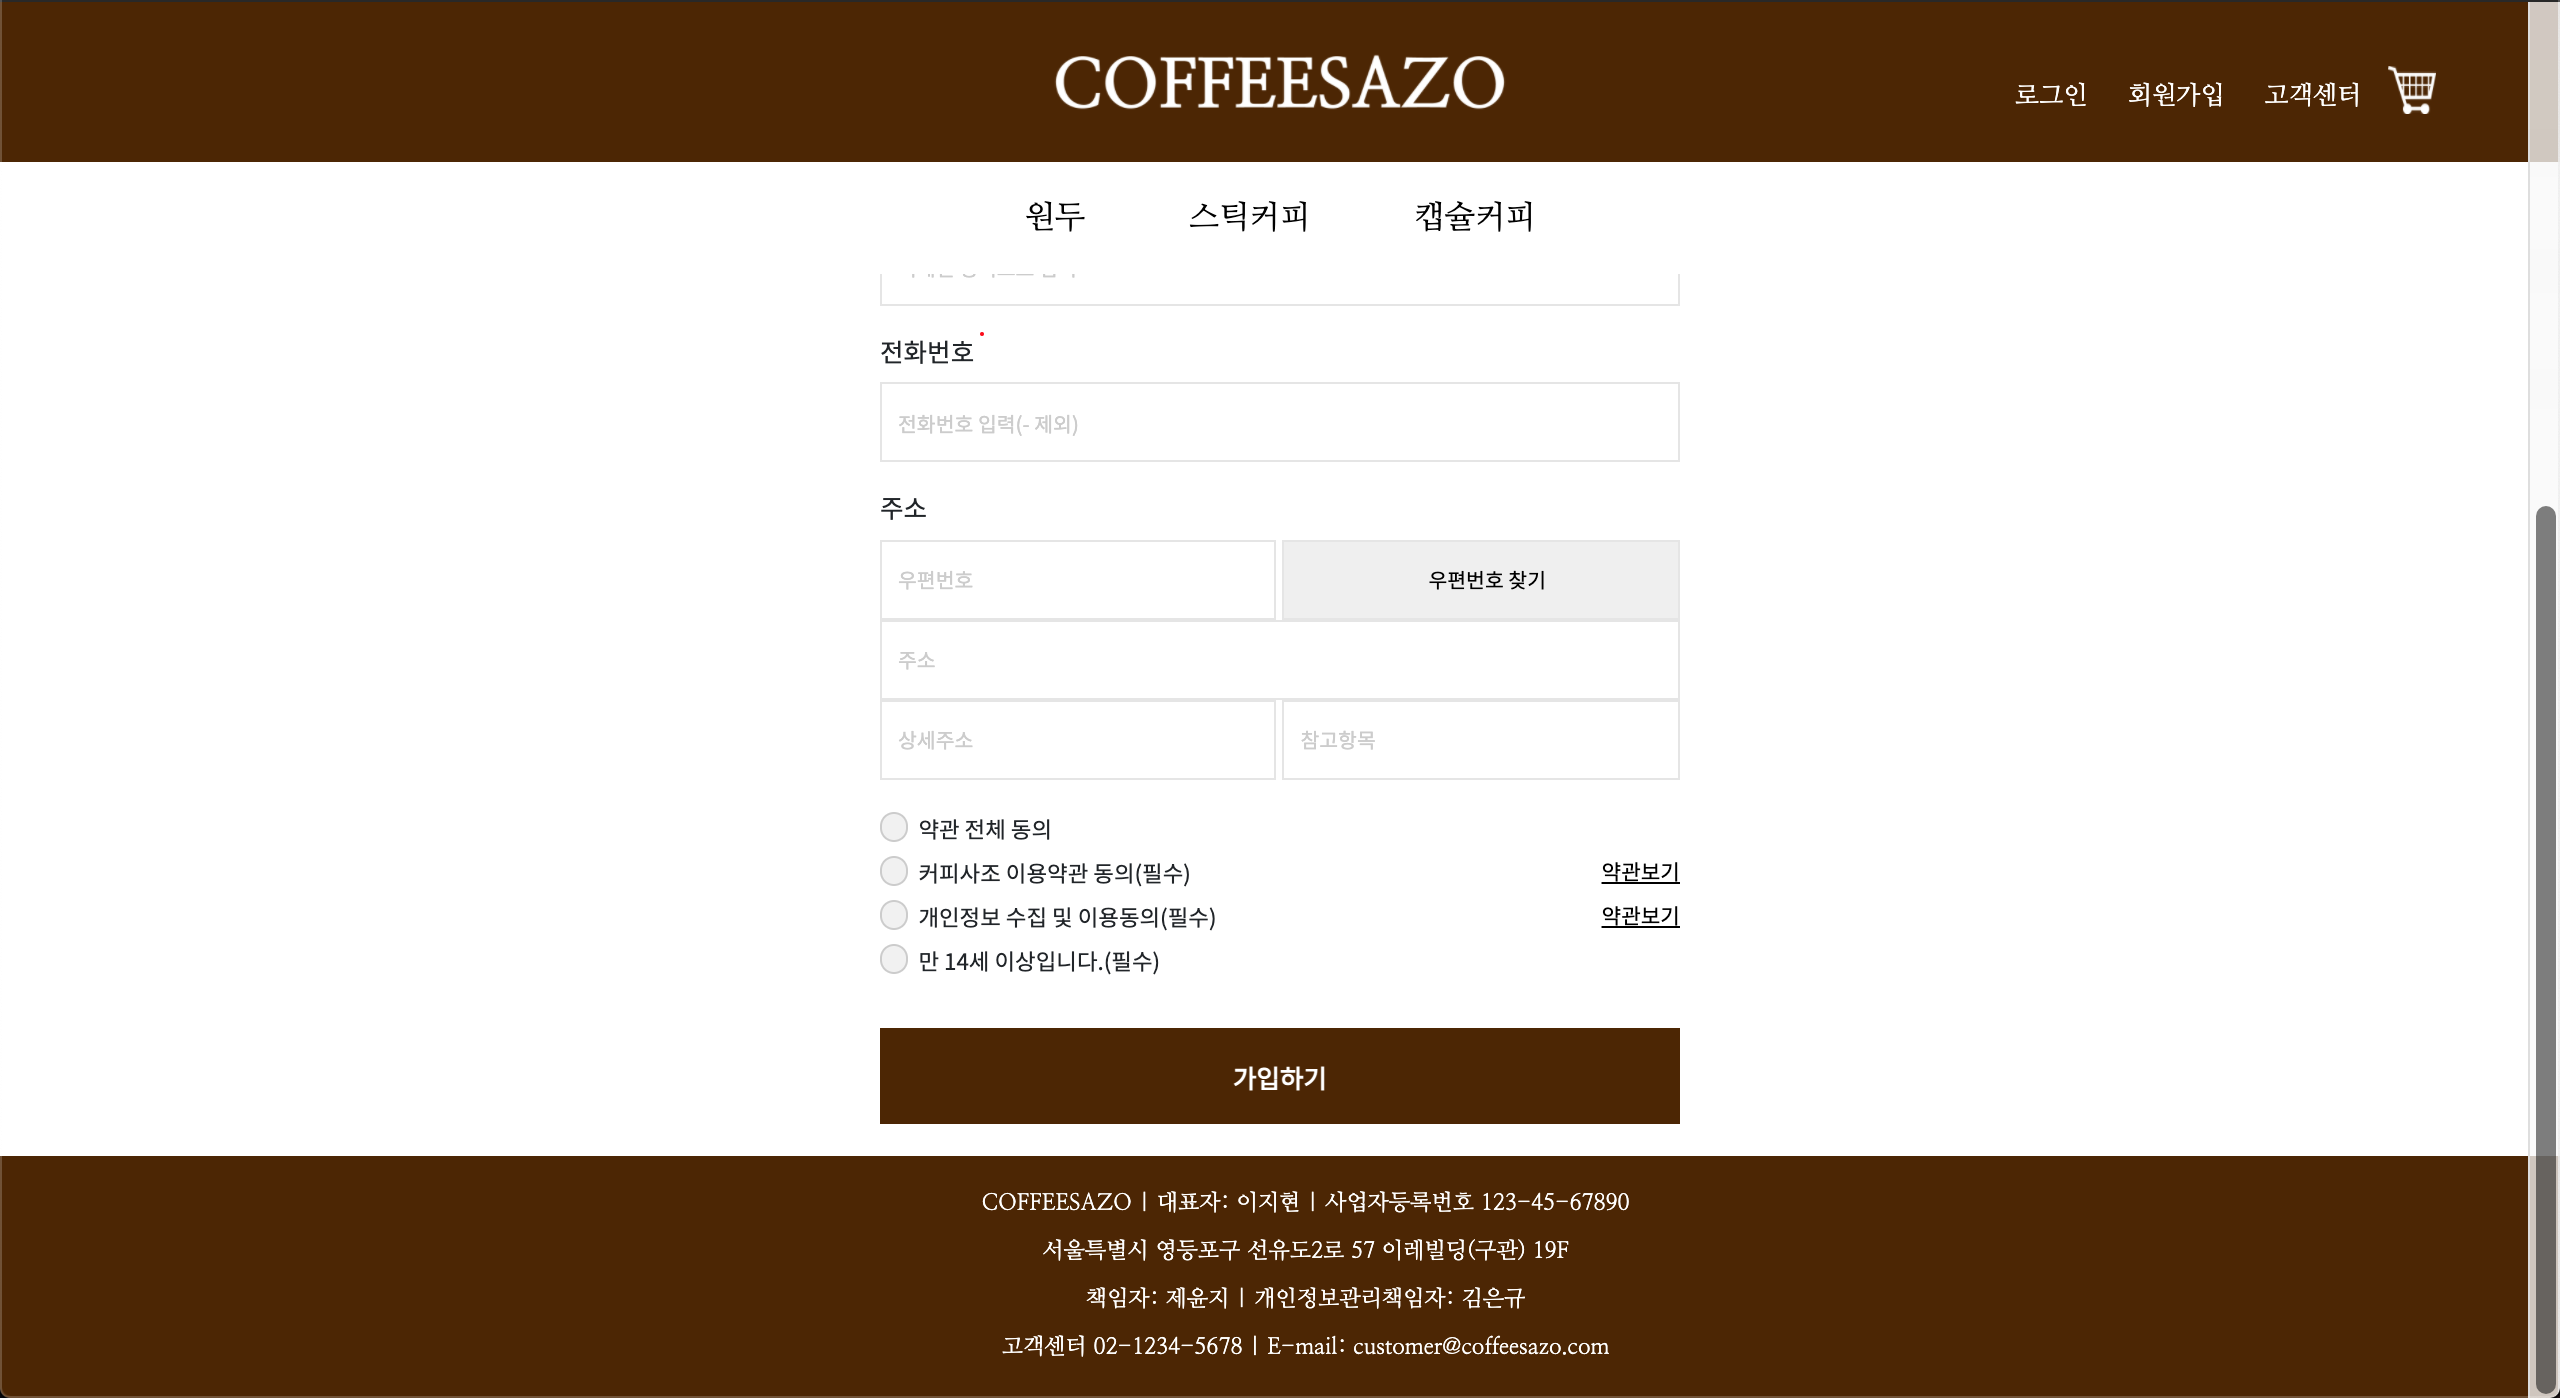 COFFEESAZO
로그인 회원가입 고객센터
원두 스틱커피 캡슐커피
전화번호
전화번호 입력(- 제외)
주소
우편번호 우편번호 찾기
주소
상세주소 참고항목
약관 전체 동의
커피사조 이용약관 동의(필수) 약관보기
개인정보 수집 및 이용동의(필수) 약관보기
만 14세 이상입니다.(필수)
가입하기
COFFEESAZO | 대표자: 이지현 | 사업자등록번호 123-45-67890
서울특별시 영등포구 선유도2로 57 이레빌딩(구관) 19F
책임자: 제윤지 | 개인정보관리책임자: 김은규
고객센터 02-1234-5678 | E-mail: customer@coffeesazo.com